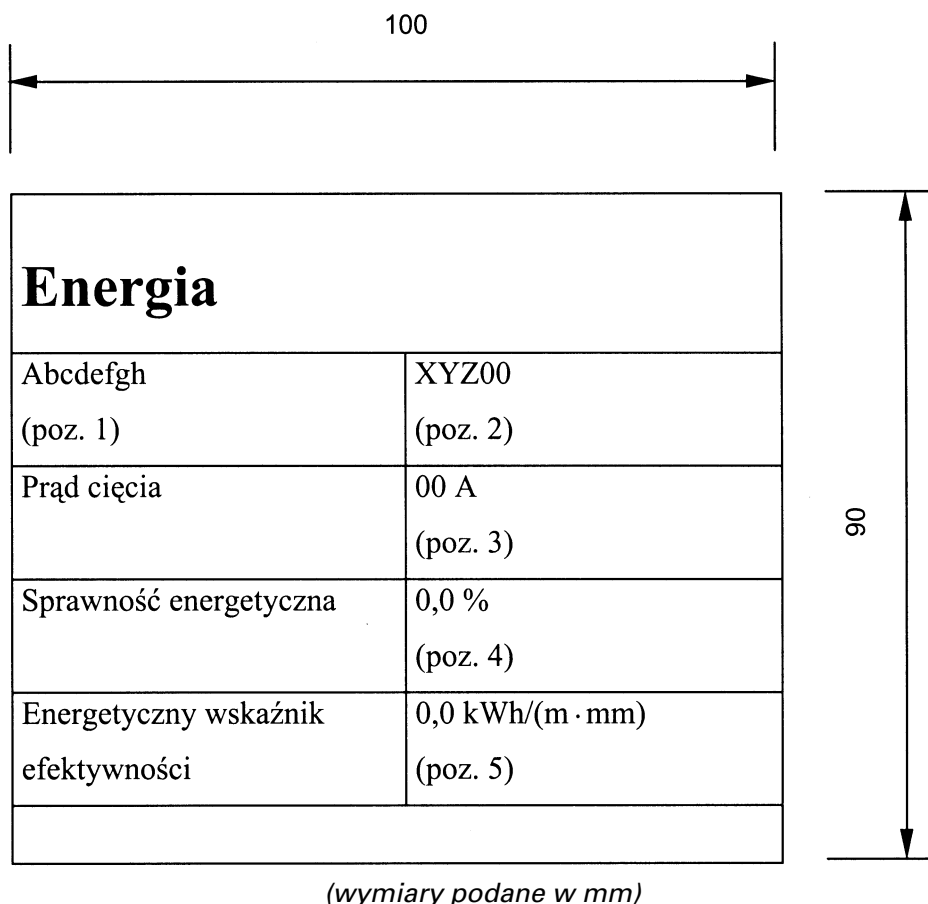 100
Energia
Abcdefgh
(poz. 1)
XYZ00
(poz. 2)
Prąd cięcia
00 A
(poz. 3)
Sprawność energetyczna
0,0 %
(poz. 4)
Energetyczny wskaźnik
efektywności
0,0 kWh/(m · mm)
(poz. 5)
90
(wymiary podane w mm)